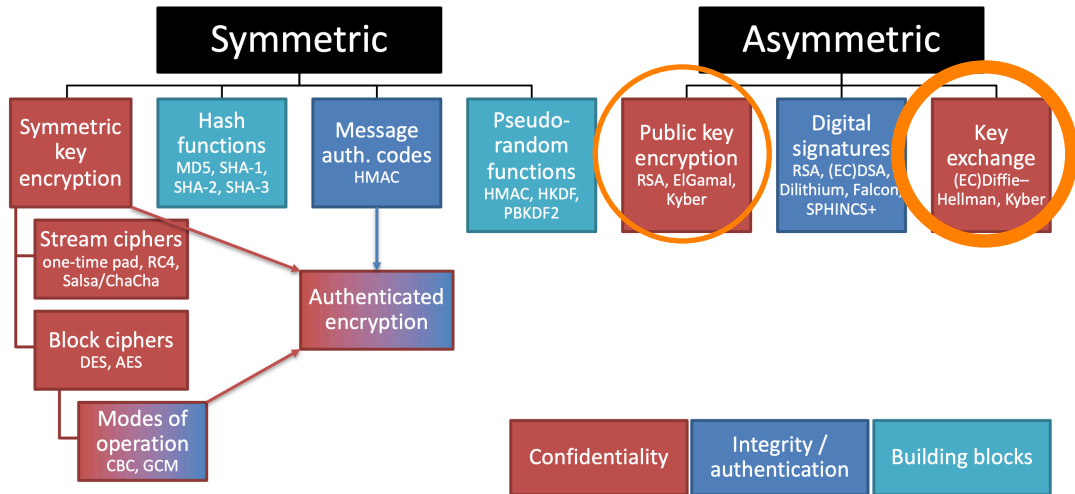 Symmetric
Asymmetric
Symmetric
key
encryption
Hash
functions
MD5, SHA-1,
SHA-2, SHA-3
Message
auth. codes
HMAC
Pseudo-
random
functions
HMAC, HKDF,
PBKDF2
Public key
encryption
RSA, ElGamal,
Kyber
Digital
signatures
RSA, (EC)DSA,
Dilithium, Falcon,
SPHINCS+
Key
exchange
(EC)Diffie–
Hellman, Kyber
Stream ciphers
one-time pad, RC4,
Salsa/ChaCha
Authenticated
encryption
Block ciphers
DES, AES
Modes of
operation
CBC, GCM
Confidentiality
Integrity /
authentication
Building blocks